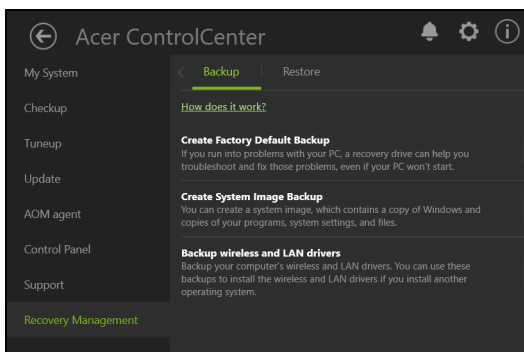 Acer ControlCenter
My System
Checkup
Tuneup
Update
AOM agent
Control Panel
Support
Recovery Management
Backup
Restore
How does it work?
Create Factory Default Backup
If you run into problems with your PC, a recovery drive can help you
troubleshoot and fix those problems, even if your PC won't start.
Create System Image Backup
You can create a system image, which contains a copy of Windows and
copies of your programs, system settings, and files.
Backup wireless and LAN drivers
Backup your computer's wireless and LAN drivers. You can use these
backups to install the wireless and LAN drivers if you install another
operating system.